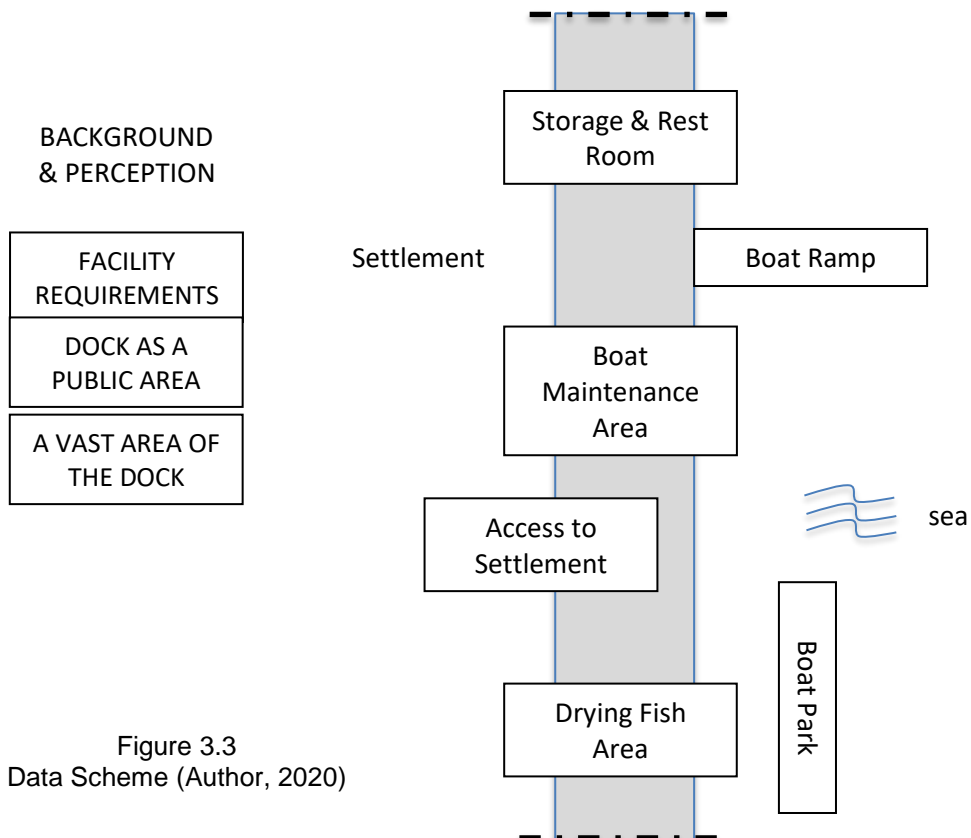 BACKGROUND
& PERCEPTION
FACILITY
REQUIREMENTS
DOCK AS A
PUBLIC AREA
A VAST AREA OF
THE DOCK
Storage & Rest
Room
Settlement
Boat Ramp
Boat
Maintenance
Area
Access to
Settlement
sea
Boat Park
Drying Fish
Area
Figure 3.3
Data Scheme (Author, 2020)